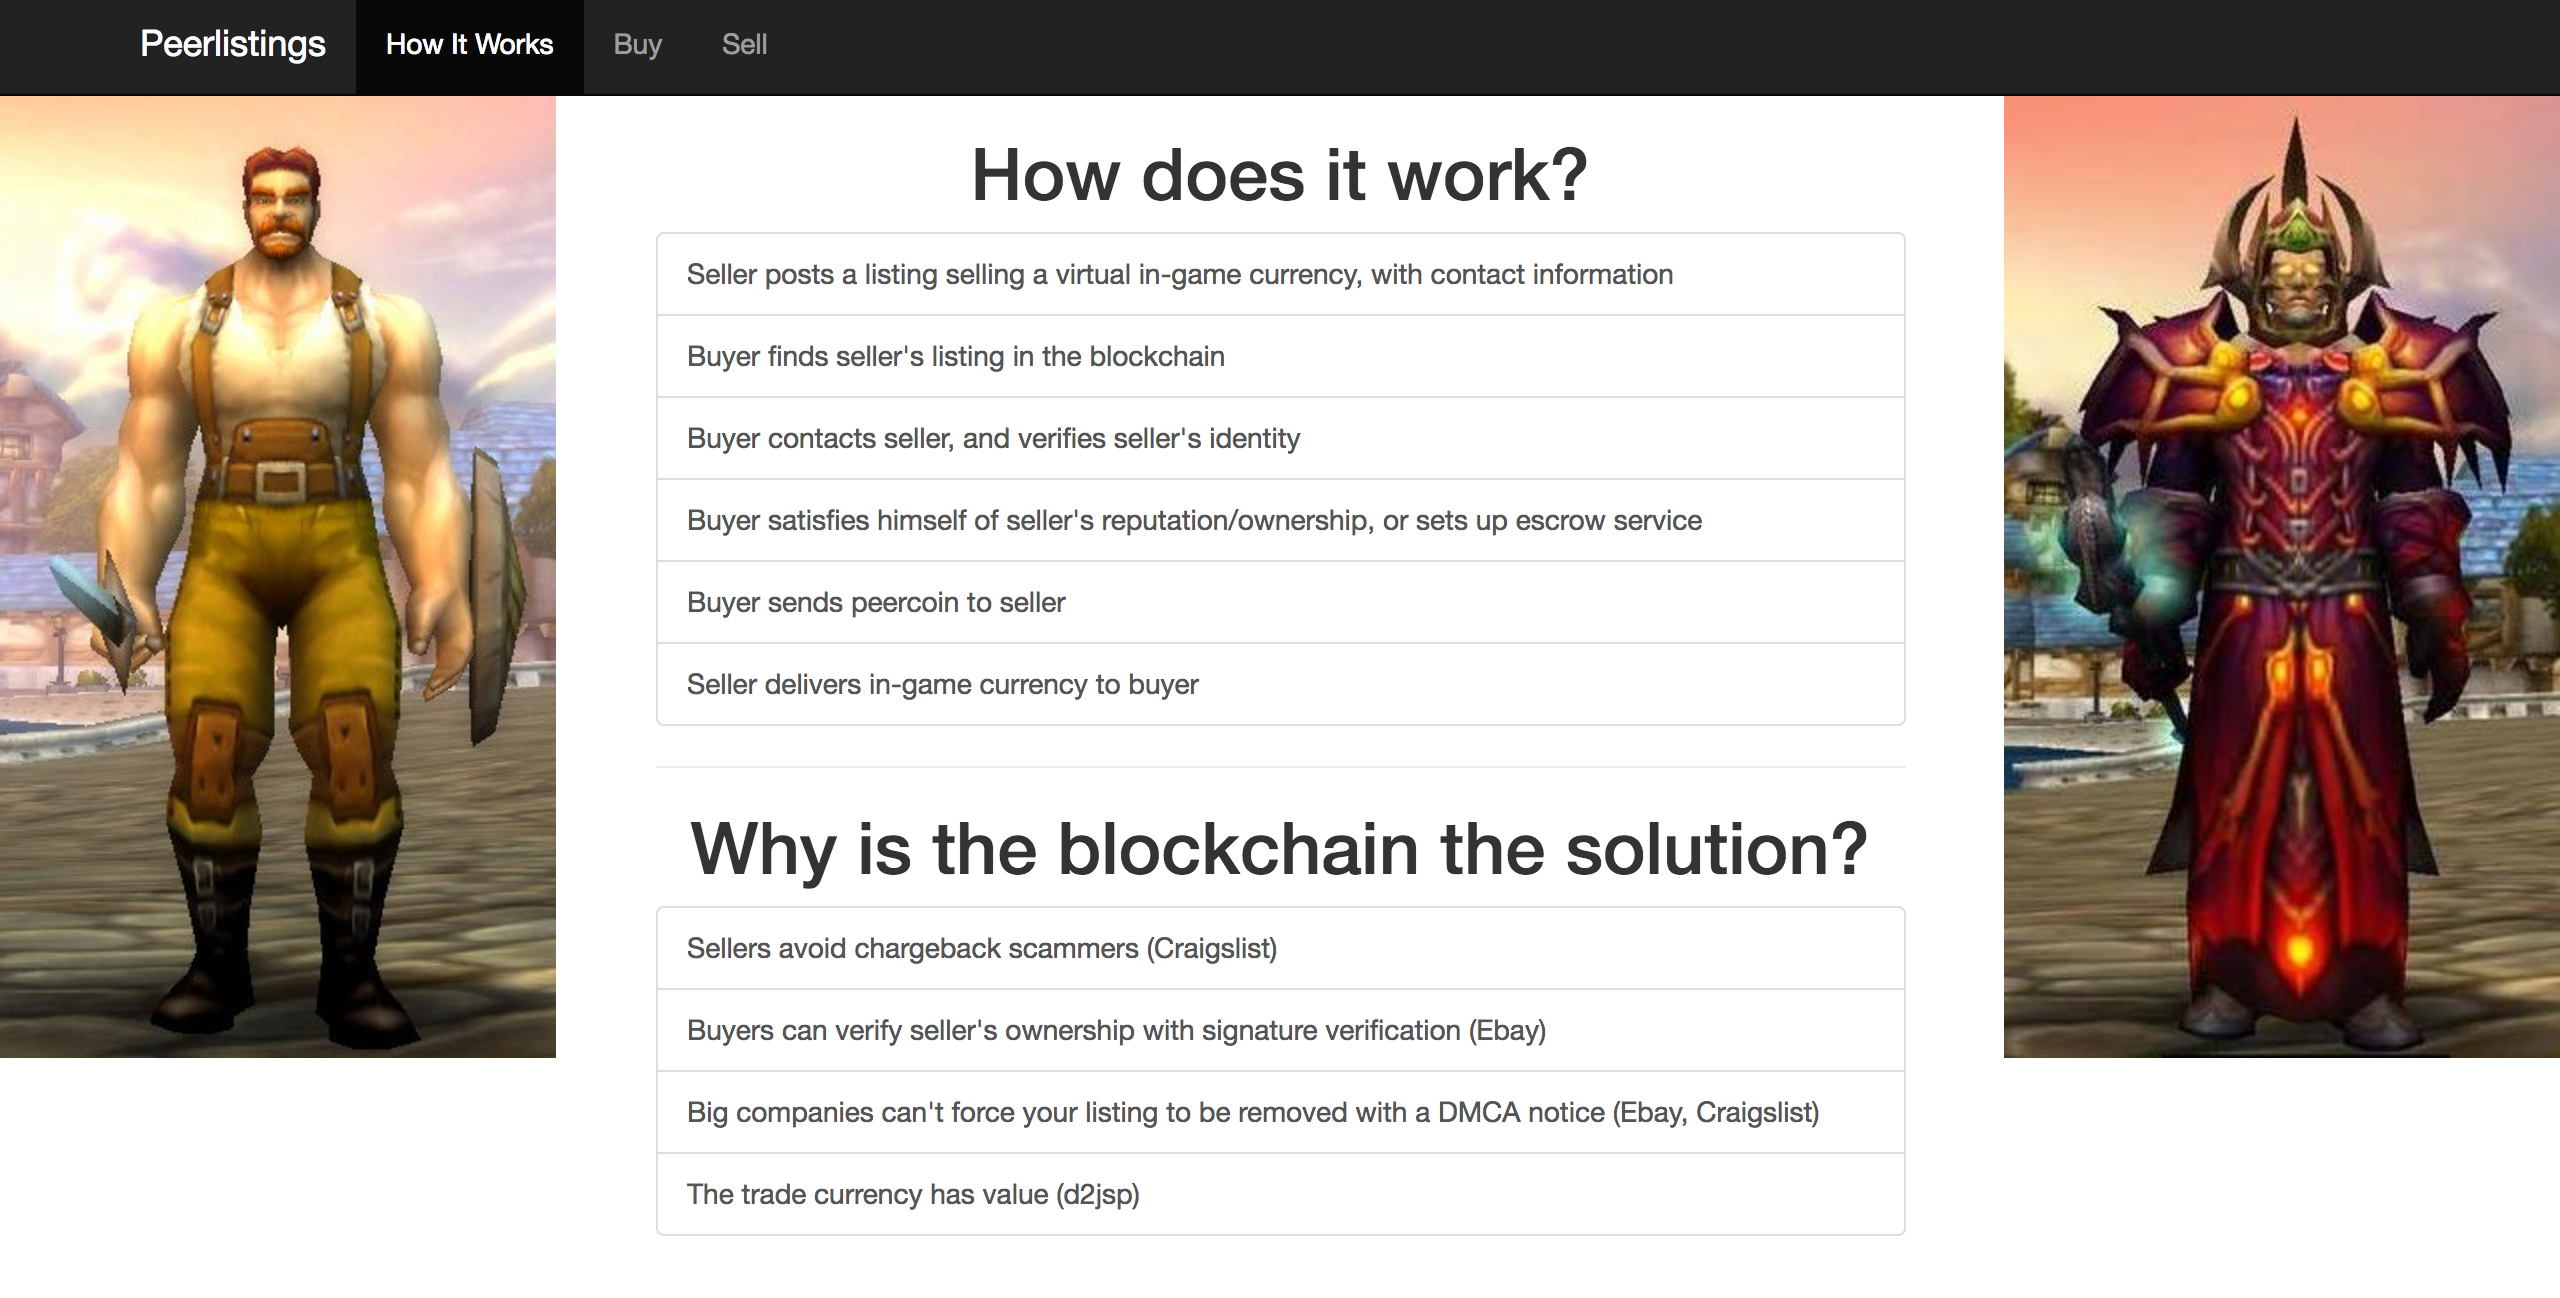 Peerlistings How It Works Buy Sell
How does it work?
Seller posts a listing selling a virtual in-game currency, with contact information
Buyer finds seller's listing in the blockchain
Buyer contacts seller, and verifies seller's identity
Buyer satisfies himself of seller's reputation/ownership, or sets up escrow service
Buyer sends peercoin to seller
Seller delivers in-game currency to buyer
Why is the blockchain the solution?
Sellers avoid chargeback scammers (Craigslist)
Buyers can verify seller's ownership with signature verification (Ebay)
Big companies can't force your listing to be removed with a DMCA notice (Ebay, Craigslist)
The trade currency has value (d2jsp)